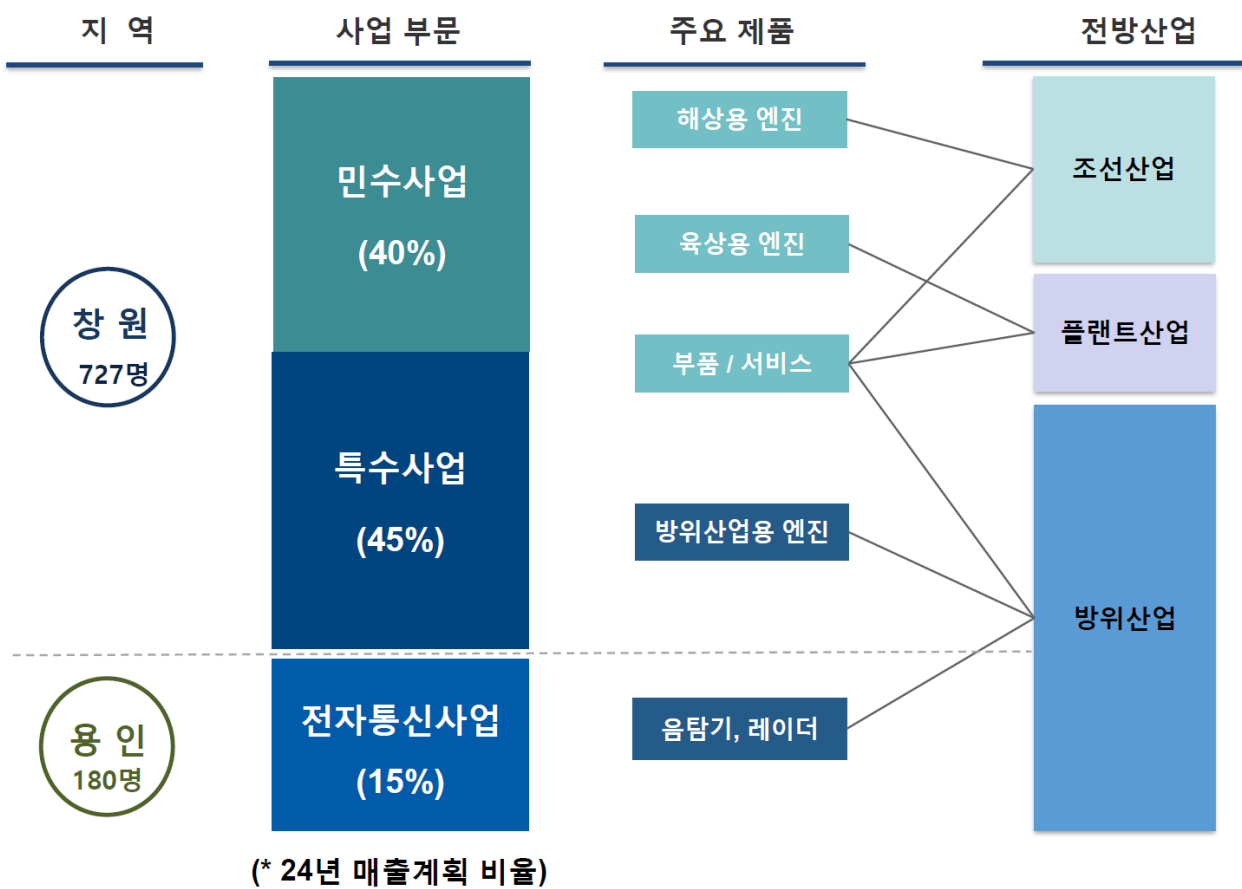 지 역
사업 부문
주요 제품
전방산업
창 원
727명
민수사업
(40%)
특수사업
(45%)
해상용 엔진
육상용 엔진
부품 / 서비스
방위산업용 엔진
조선산업
플랜트산업
방위산업
용 인
180명
전자통신사업
(15%)
음탐기, 레이더
(* 24년 매출계획 비율)